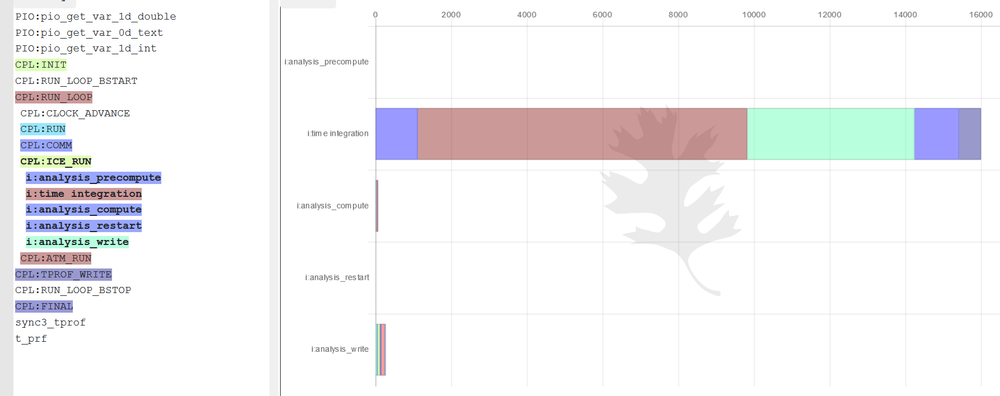 PIO:pio_get_var_1d_double
PIO:pio_get_var_0d_text
PIO:pio_get_var_1d_int
CPL:INIT
CPL:RUN_LOOP_BSTART
CPL:RUN_LOOP
CPL:CLOCK_ADVANCE
CPL:RUN
CPL:COMM
CPL:ICE_RUN
i:analysis_precompute
i:time integration
i:analysis_compute
i:analysis_restart
i:analysis_write
CPL:ATM_RUN
CPL:TPROF_WRITE
CPL:RUN_LOOP_BSTOP
CPL:FINAL
sync3_tprof
t_prf
0 2000 4000 6000 8000 10000 12000 14000 16000
i:analysis_precompute
i:time integration
i:analysis_compute
i:analysis_restart
i:analysis_write